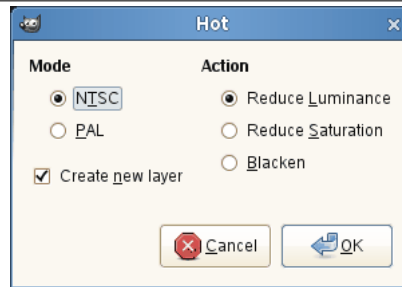 Hot
Mode
Action
NTSC
Reduce Luminance
PAL
Reduce Saturation
Create new layer
Blacken
Cancel
OK